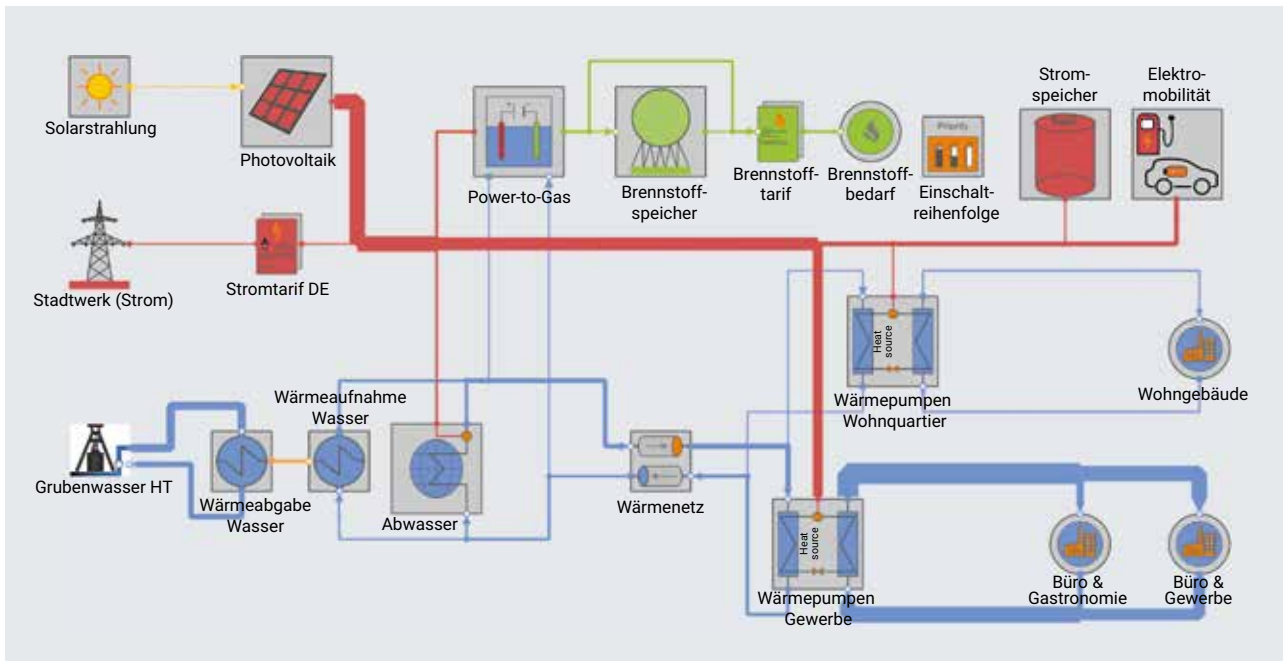 Solarstrahlung
Photovoltaik
Power-to-Gas
Brennstoff-
speicher
Brennstoff-
tarif
Brennstoff-
bedarf
Priority
Einschalt-
reihenfolge
Strom-
speicher
Elektro-
mobilität
Stadtwerk (Strom)
Stromtarif DE
Heat
source
Wärmepumpen
Wohnquartier
Wohngebäude
Grubenwasser HT
Wärmeabgabe
Wasser
Wärmeaufnahme
Wasser
Abwasser
Wärmenetz
Heat
source
Wärmepumpen
Gewerbe
Büro &
Gastronomie
Büro &
Gewerbe